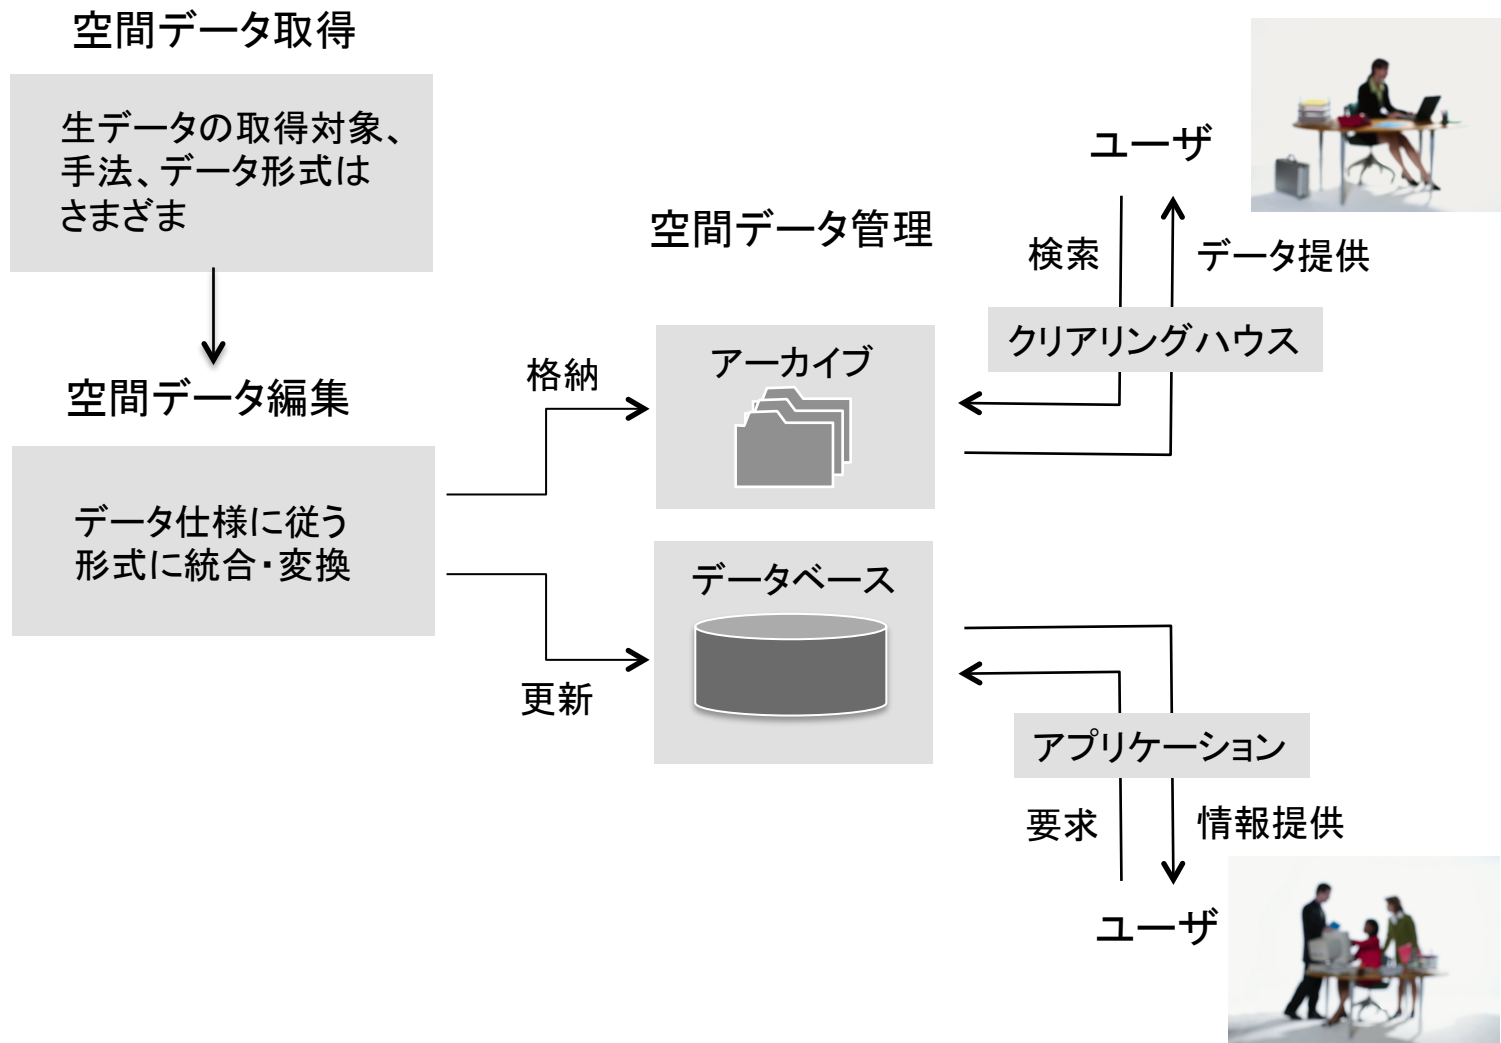 空間データ取得
生データの取得対象、
手法、データ形式は
さまざま
空間データ編集
データ仕様に従う
形式に統合・変換
格納
更新
空間データ管理
アーカイブ
データベース
ユーザ
検索
データ提供
クリアリングハウス
アプリケーション
要求
情報提供
ユーザ